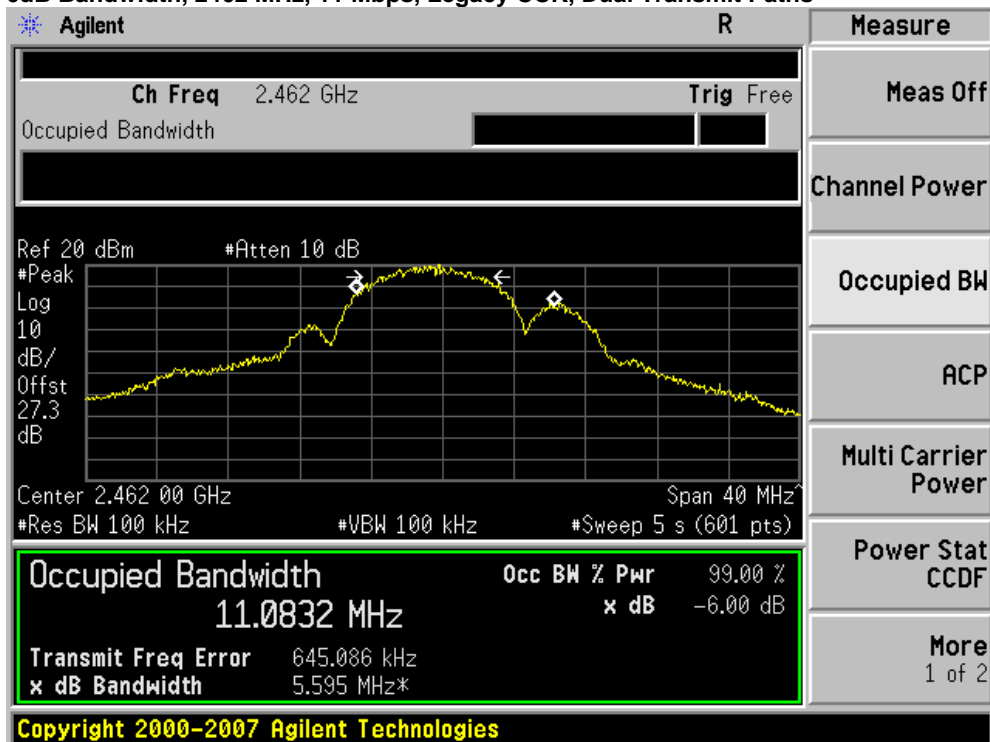 Agilent R Measure
Ch Freq 2.462 GHz Trig Free
Occupied Bandwidth
Ref 20 dBm #Atten 10 dB
#Peak
Log
10
dB/
Offst
27.3
dB
Center 2.462 00 GHz Span 40 MHz^
#Res BW 100 kHz #VBW 100 kHz #Sweep 5 s (601 pts)
Occupied Bandwidth Occ BW % Pwr 99.00 %
11.0832 MHz x dB -6.00 dB
Transmit Freq Error 645.086 kHz
x dB Bandwidth 5.595 MHz*
Meas Off
Channel Power
Occupied BW
ACP
Multi Carrier
Power
Power Stat
CCDF
More
1 of 2
Copyright 2000-2007 Agilent Technologies